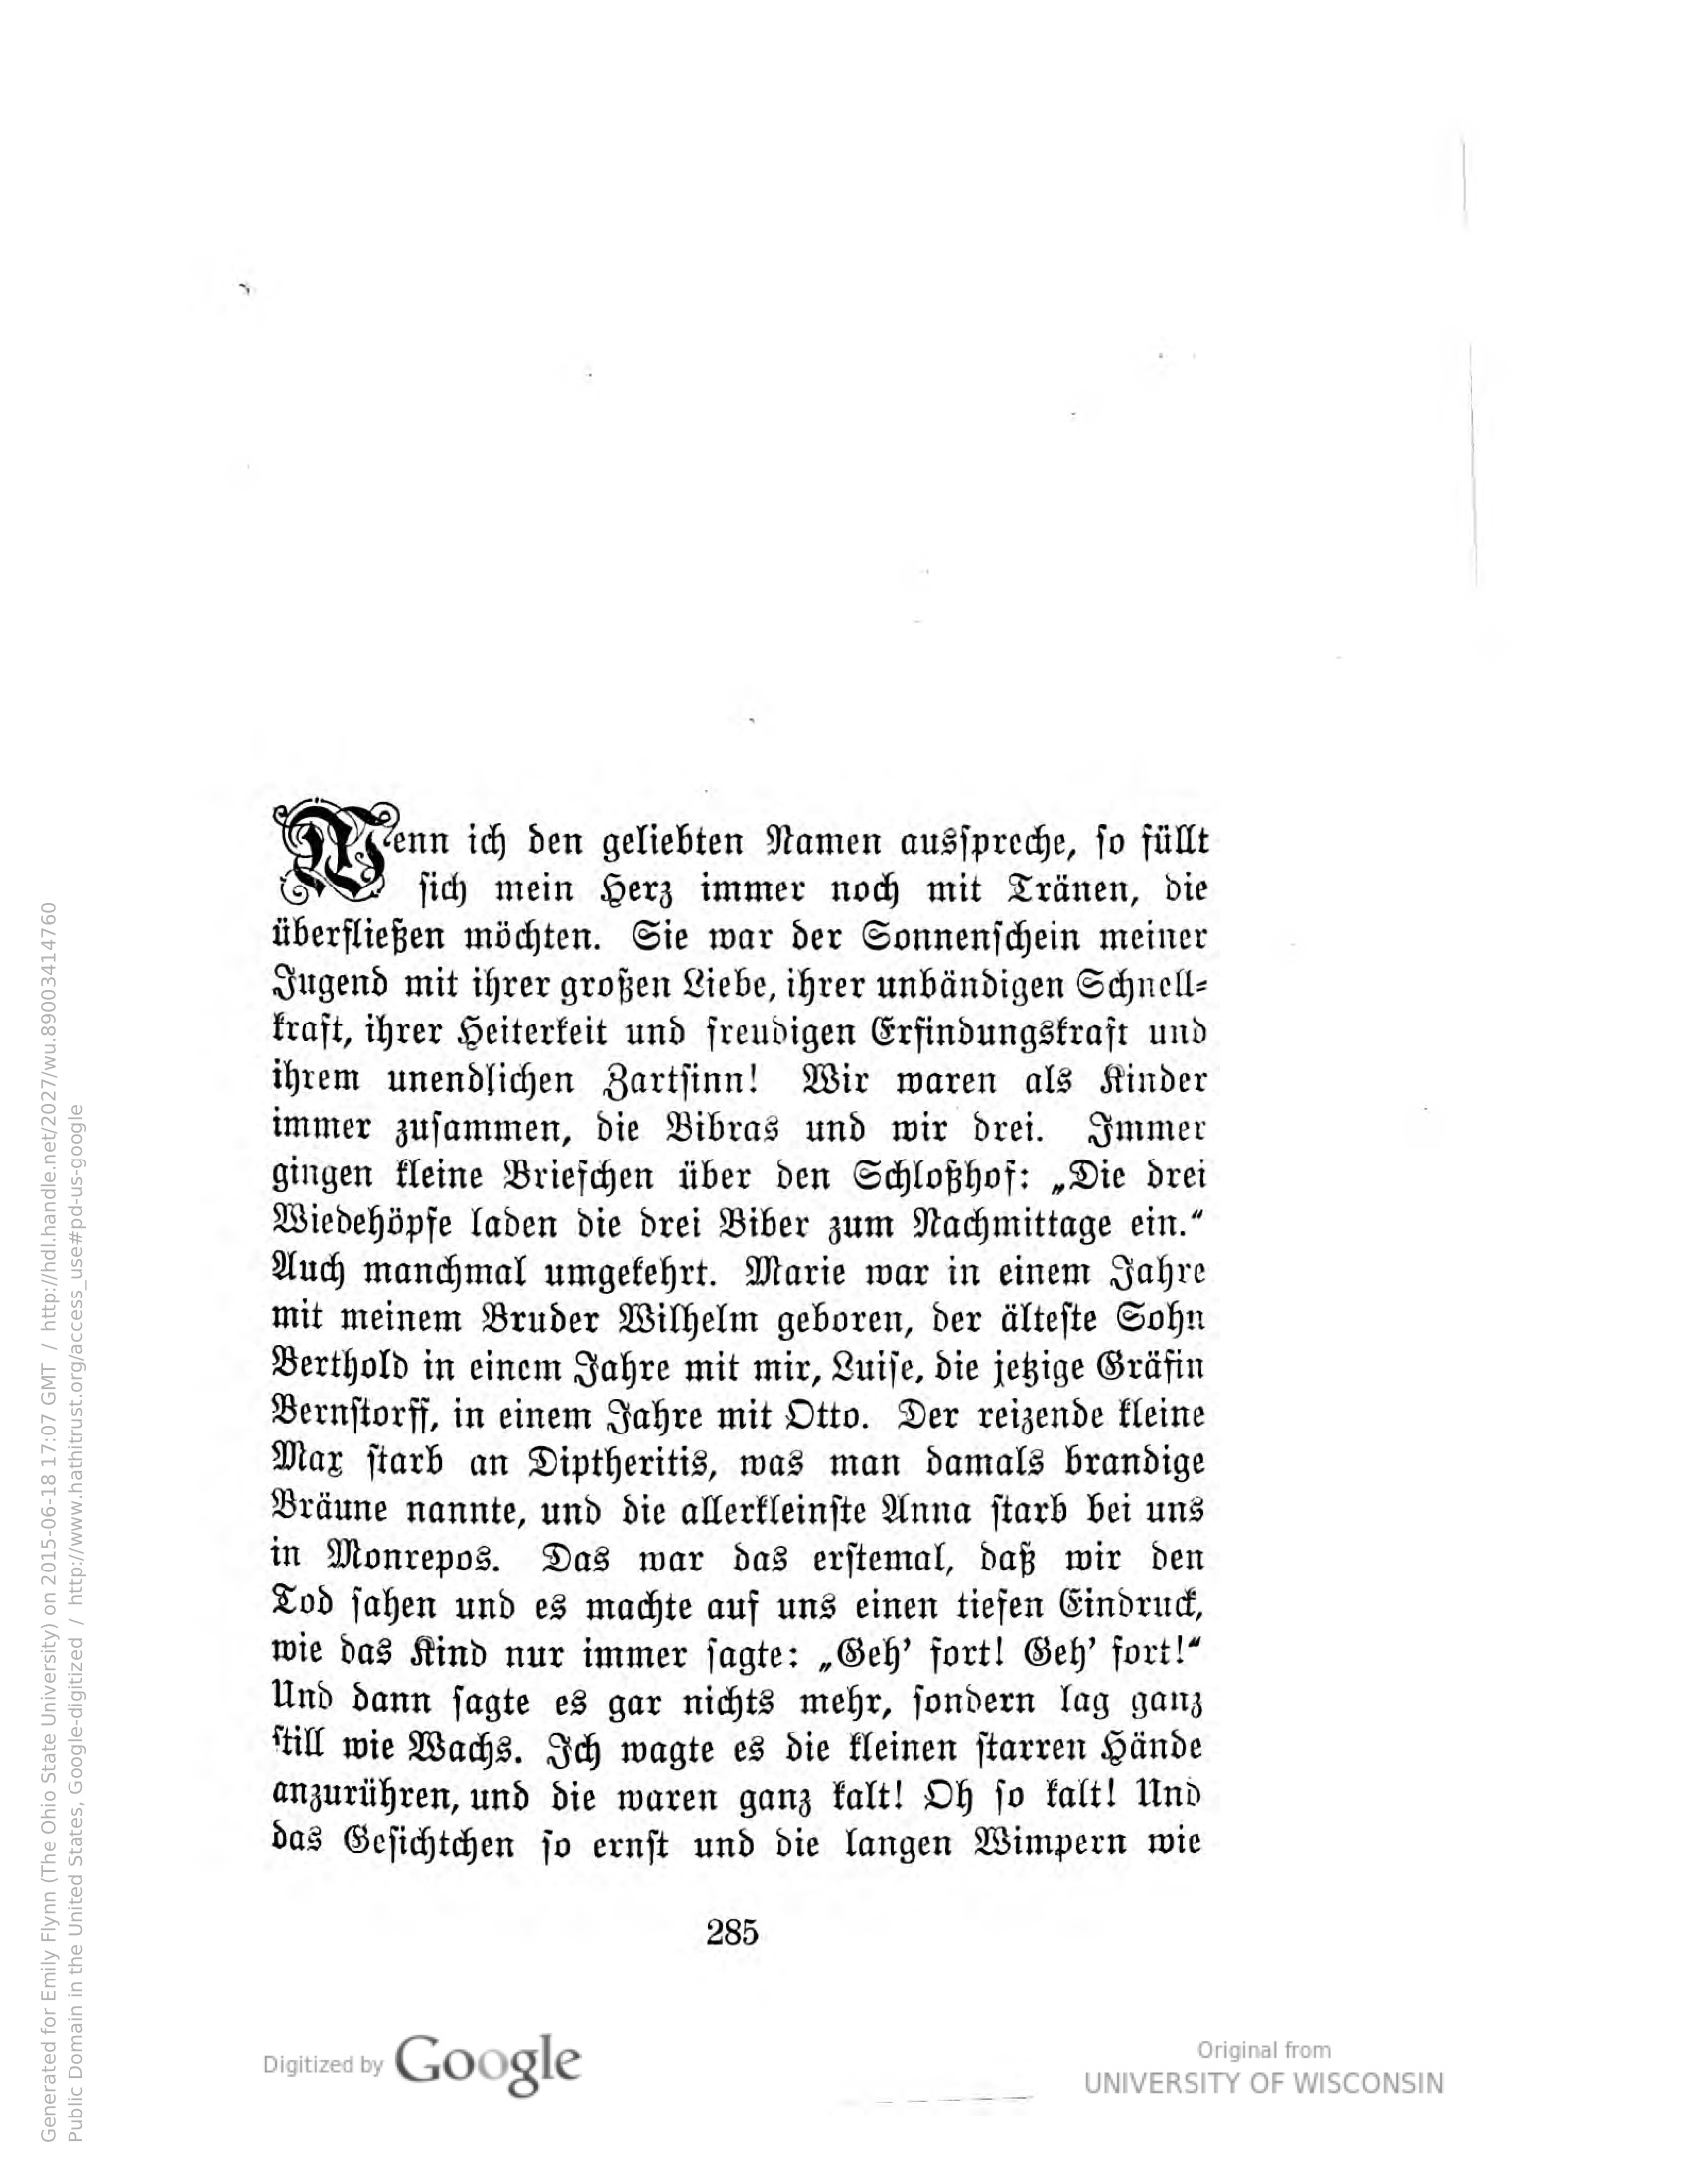 Wenn ich den geliebten Namen ausspreche, so füllt
sich mein Herz immer noch mit Tränen, die
überfließen möchten. Sie war der Sonnenschein meiner
Jugend mit ihrer großen Liebe, ihrer unbändigen Schnell-
kraft, ihrer Heiterkeit und freudigen Erfindungskraft und
ihrem unendlichen Zartsinn! Wir waren als Kinder
immer zusammen, die Bibras und wir drei. Immer
gingen kleine Briefchen über den Schloßhof: „Die drei
Wiedehöpfe laden die drei Biber zum Nachmittage ein.“
Auch manchmal umgekehrt. Marie war in einem Jahre
mit meinem Bruder Wilhelm geboren, der älteste Sohn
Berthold in einem Jahre mit mir, Luise, die jetzige Gräfin
Bernstorff, in einem Jahre mit Otto. Der reizende kleine
Max starb an Diptheritis, was man damals brandige
Bräune nannte, und die allerkleinste Anna starb bei uns
in Monrepos. Das war das erstemal, daß wir den
Tod sahen und es machte auf uns einen tiefen Eindruck,
wie das Kind nur immer sagte: „Geh’ fort! Geh’ fort!“
Und dann sagte es gar nichts mehr, sondern lag ganz
still wie Wachs. Ich wagte es die kleinen starren Hände
anzurühren, und die waren ganz kalt! Oh so kalt! Und
das Gesichtchen so ernst und die langen Wimpern wie
285
Digitized by Google
Original from
UNIVERSITY OF WISCONSIN
Generated for Emily Flynn (The Ohio State University) on 2015-06-18 17:07 GMT / http://hdl.handle.net/2027/wu.89003414760
Public Domain in the United States, Google-digitized / http://www.hathitrust.org/access_use#pd-us-google